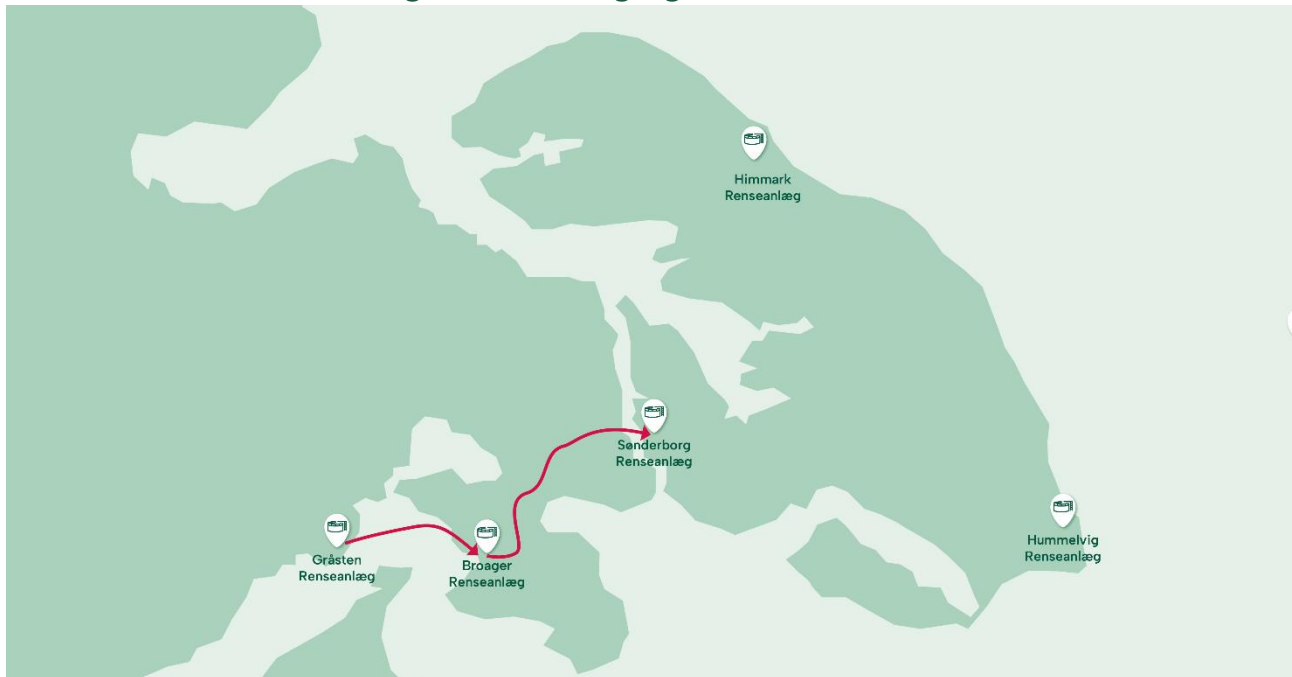 Himmark
Renseanlæg
Sønderborg
Renseanlæg
Gråsten
Renseanlæg
Broager
Renseanlæg
Hummelvig
Renseanlæg